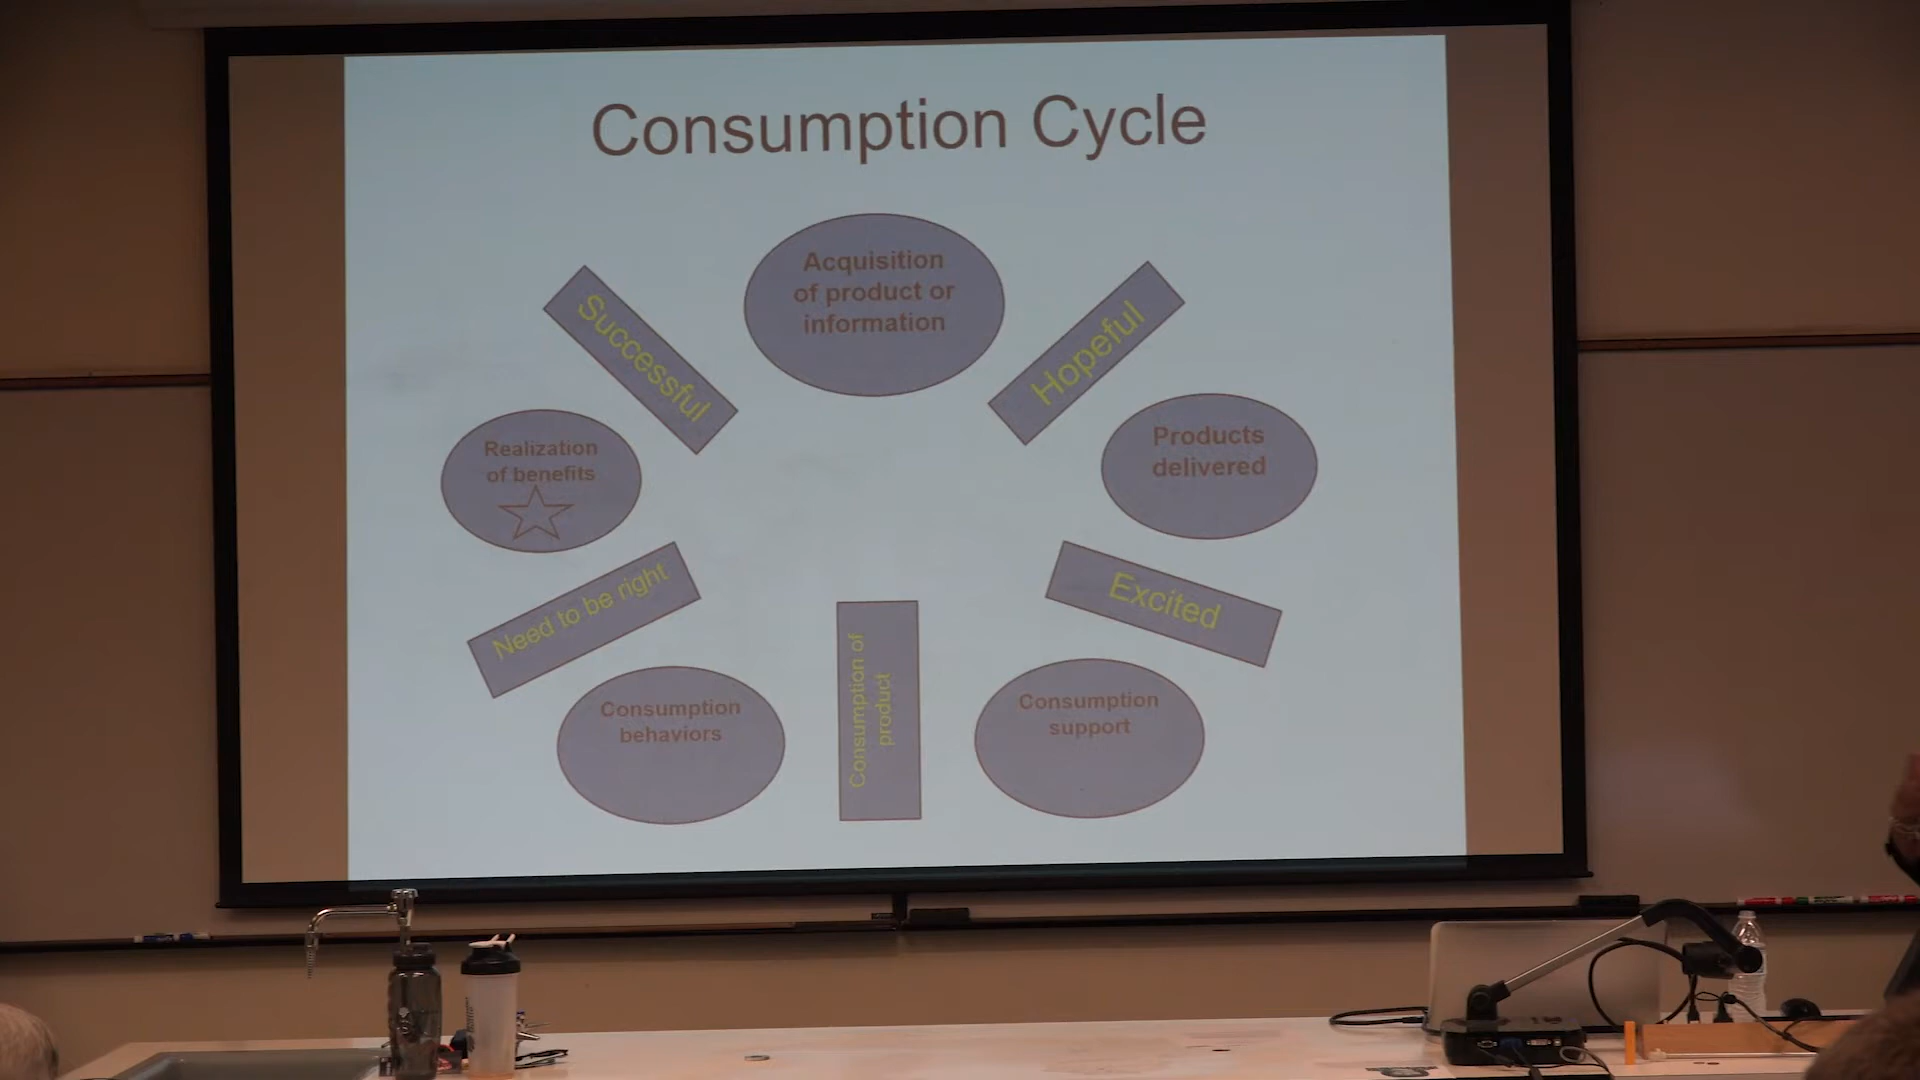 Consumption Cycle
Acquisition
of product or
information
Successful
Hopeful
Realization
of benefits
Products
delivered
Need to be right
Excited
Consumption of
product
Consumption
behaviors
Consumption
support